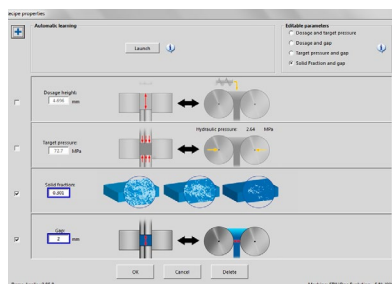 ecipe properties
Automatic learning
Launch
Editable parameters
Dosage and target pressure
Dosage and gap
Target pressure and gap
Solid Fraction and gap
Dosage height:
mm
Hydraulic pressure: 2.64 MPa
Target pressure:
72.7 MPa
Solid fraction:
0.801
Gap:
2 mm
OK
Cancel
Delete